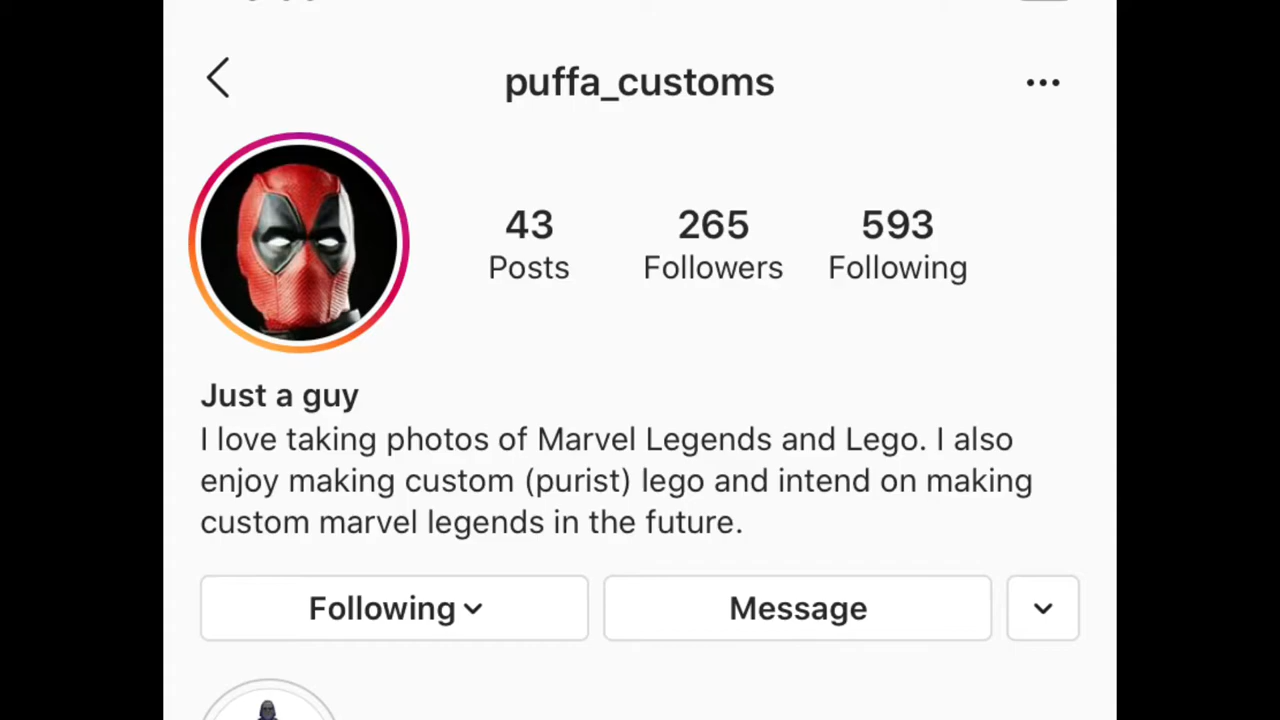 puffa_customs
43
Posts
265
Followers
593
Following
Just a guy
I love taking photos of Marvel Legends and Lego. I also
enjoy making custom (purist) lego and intend on making
custom marvel legends in the future.
Following
Message